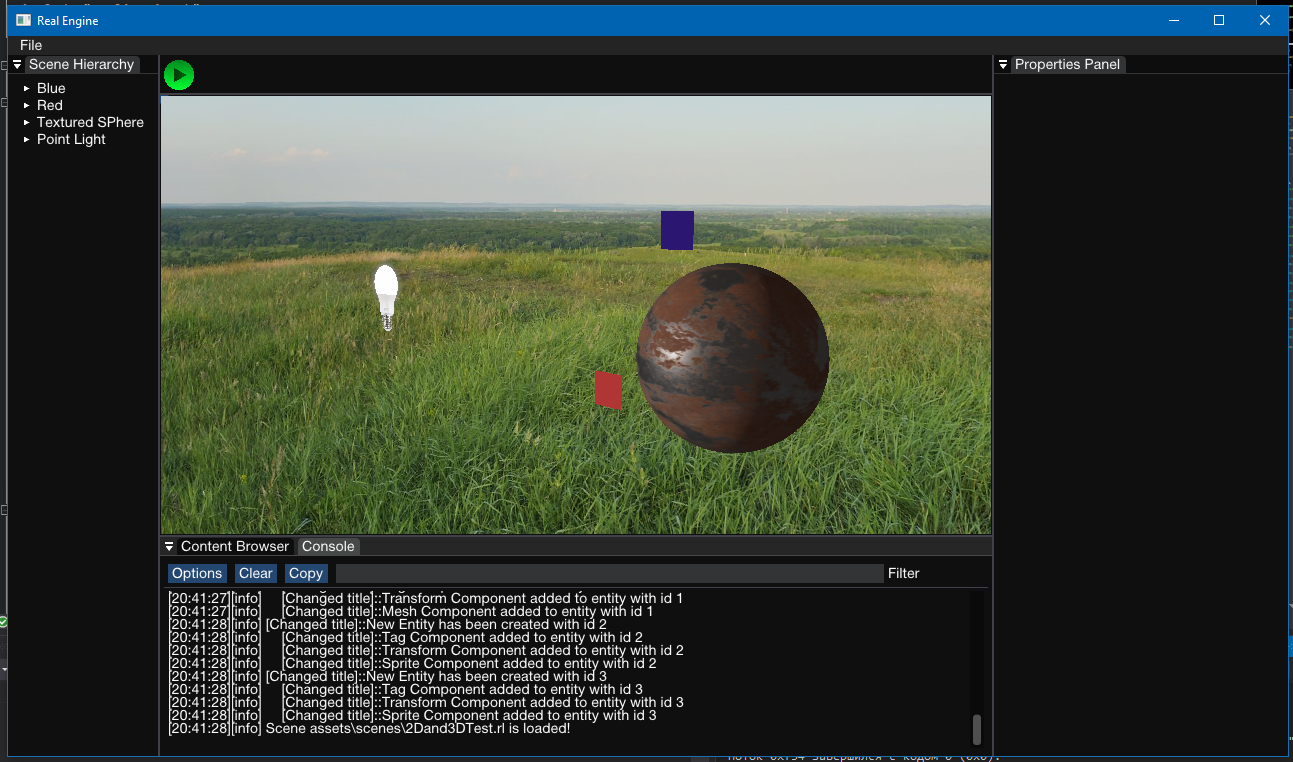 Real Engine
File
Scene Hierarchy
Blue
Red
Textured SPhere
Point Light
Properties Panel
Content Browser
Console
Options
Clear
Copy
Filter
[20:41:27][info] [Changed title]::Transform Component added to entity with id 1
[20:41:27][info] [Changed title]::Mesh Component added to entity with id 1
[20:41:28][info] [Changed title]::New Entity has been created with id 2
[20:41:28][info] [Changed title]::Tag Component added to entity with id 2
[20:41:28][info] [Changed title]::Transform Component added to entity with id 2
[20:41:28][info] [Changed title]::Sprite Component added to entity with id 2
[20:41:28][info] [Changed title]::New Entity has been created with id 3
[20:41:28][info] [Changed title]::Tag Component added to entity with id 3
[20:41:28][info] [Changed title]::Transform Component added to entity with id 3
[20:41:28][info] [Changed title]::Sprite Component added to entity with id 3
[20:41:28][info] Scene assets\scenes\2Dand3DTest.rl is loaded!